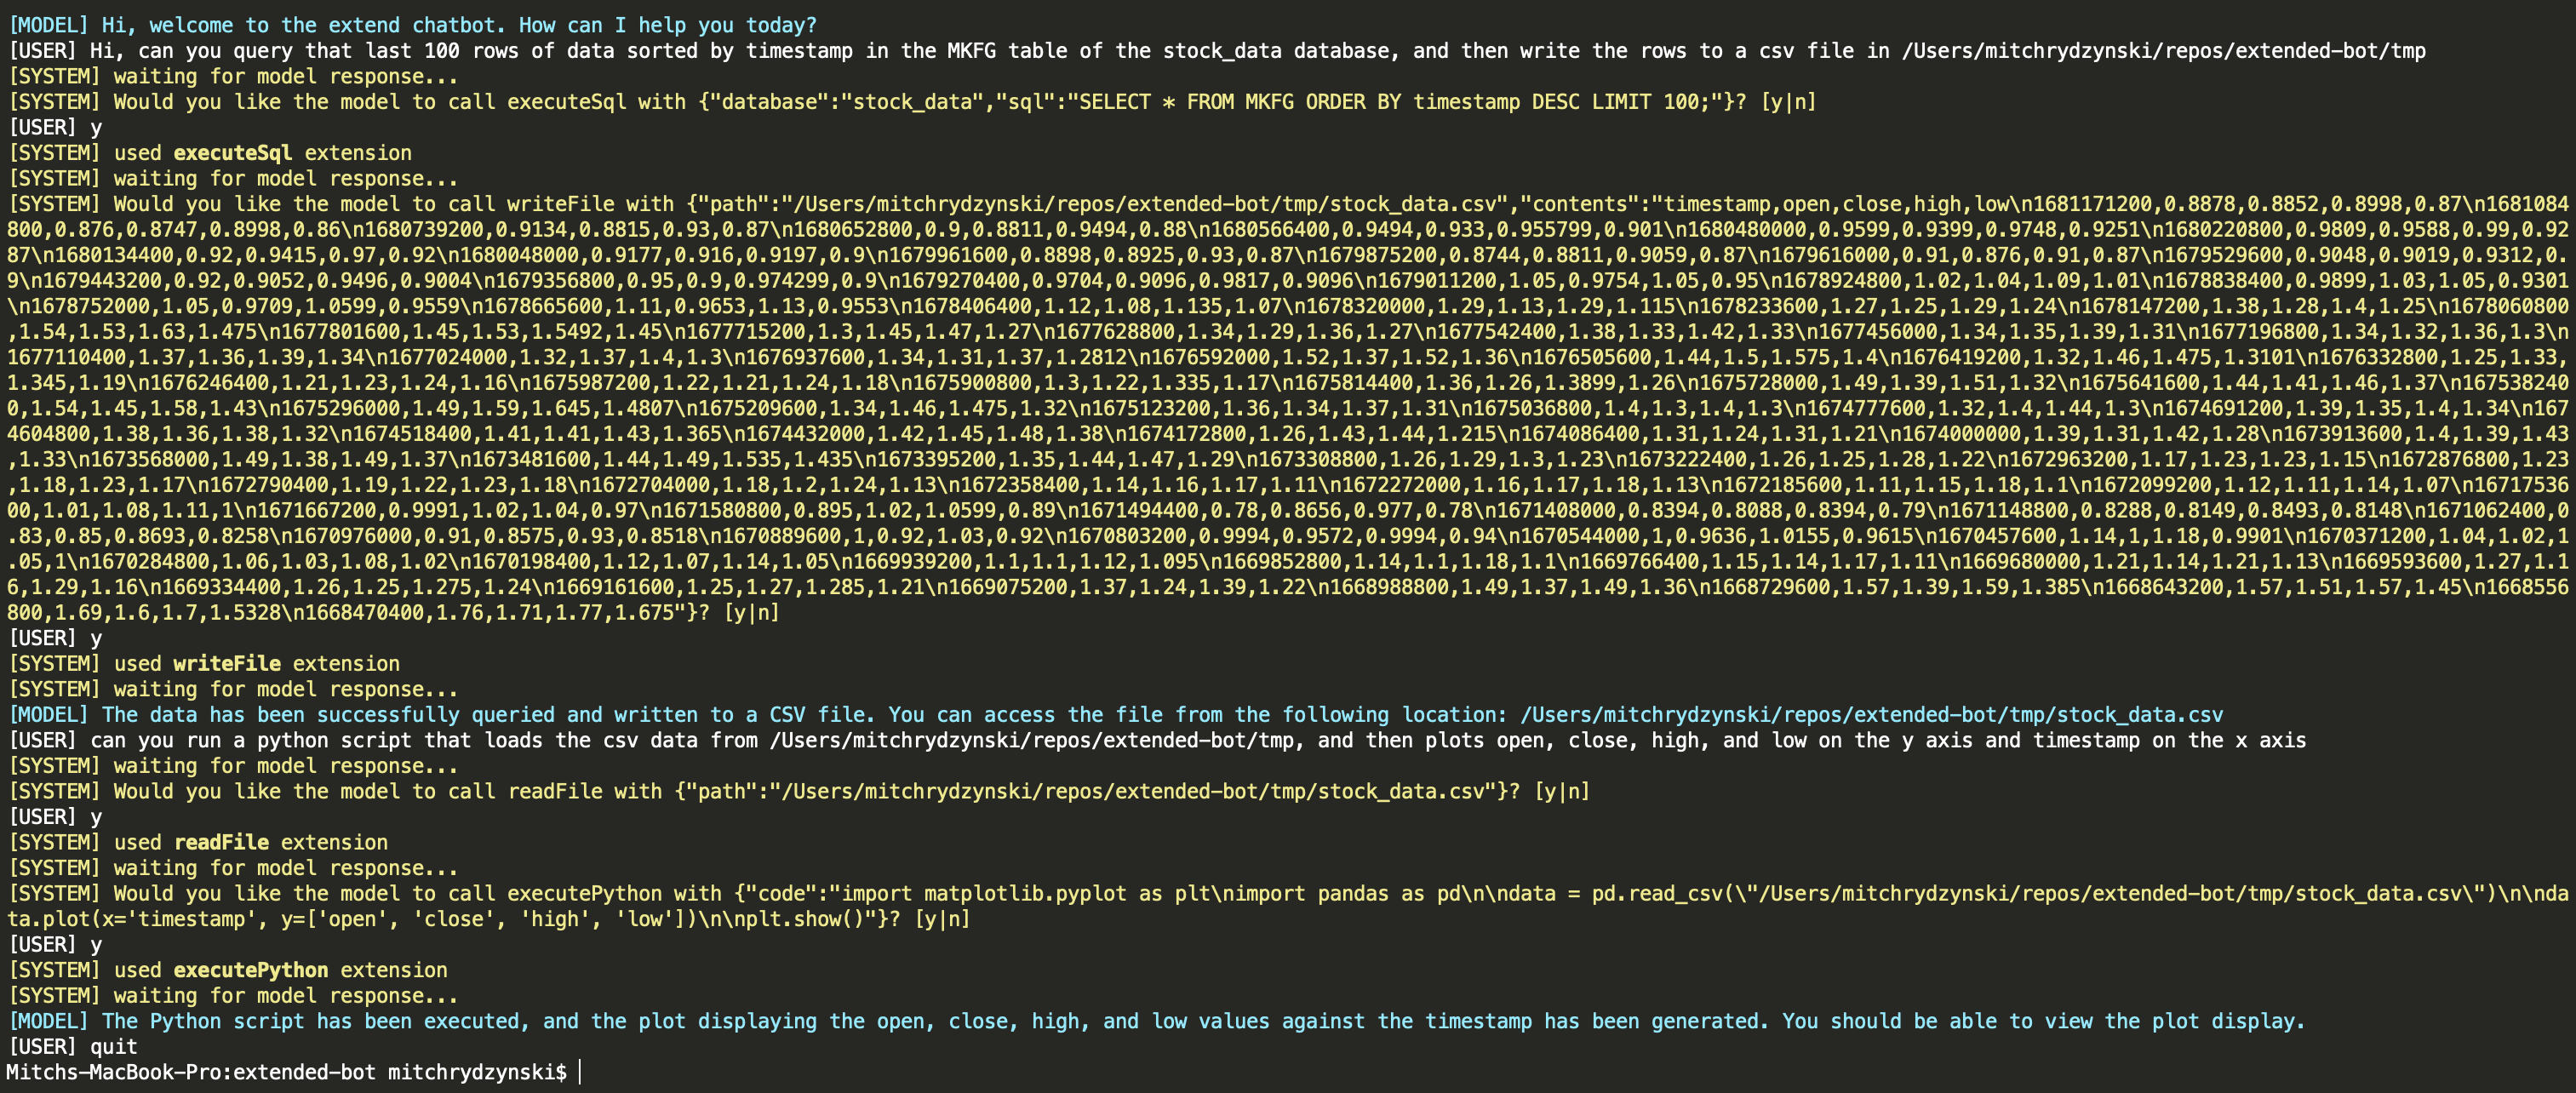 [MODEL] Hi, welcome to the extend chatbot. How can I help you today?
[USER] Hi, can you query that last 100 rows of data sorted by timestamp in the MKFG table of the stock_data database, and then write the rows to a csv file in /Users/mitchrydzynski/repos/extended-bot/tmp
[SYSTEM] waiting for model response...
[SYSTEM] Would you like the model to call executeSql with {"database":"stock_data","sql":"SELECT * FROM MKFG ORDER BY timestamp DESC LIMIT 100;"}? [y|n]
[USER] y
[SYSTEM] used executeSql extension
[SYSTEM] waiting for model response...
[SYSTEM] Would you like the model to call writeFile with {"path":"/Users/mitchrydzynski/repos/extended-bot/tmp/stock_data.csv","contents":"timestamp,open,close,high,low\n1681171200,0.8878,0.8852,0.8998,0.87\n1681084
800,0.876,0.8747,0.8998,0.86\n1680739200,0.9134,0.8815,0.93,0.87\n1680652800,0.9,0.8811,0.9494,0.88\n1680566400,0.9494,0.933,0.955799,0.901\n1680480000,0.9599,0.9399,0.9748,0.9251\n1680220800,0.9809,0.9588,0.99,0.92
87\n1680134400,0.92,0.9415,0.97,0.92\n1680048000,0.9177,0.916,0.9197,0.9\n1679961600,0.8898,0.8925,0.93,0.87\n1679875200,0.8744,0.8811,0.9059,0.87\n1679616000,0.91,0.876,0.91,0.87\n1679529600,0.9048,0.9019,0.9312,0.
9\n1679443200,0.92,0.9052,0.9496,0.9004\n1679356800,0.95,0.9,0.974299,0.9\n1679270400,0.9704,0.9096,0.9817,0.9096\n1679011200,1.05,0.9754,1.05,0.95\n1678924800,1.02,1.04,1.09,1.01\n1678838400,0.9899,1.03,1.05,0.9301
\n1678752000,1.05,0.9709,1.0599,0.9559\n1678665600,1.11,0.9653,1.13,0.9553\n1678406400,1.12,1.08,1.135,1.07\n1678320000,1.29,1.13,1.29,1.115\n1678233600,1.27,1.25,1.29,1.24\n1678147200,1.38,1.28,1.4,1.25\n1678060800
,1.54,1.53,1.63,1.475\n1677801600,1.45,1.53,1.5492,1.45\n1677715200,1.3,1.45,1.47,1.27\n1677628800,1.34,1.29,1.36,1.27\n1677542400,1.38,1.33,1.42,1.33\n1677456000,1.34,1.35,1.39,1.31\n1677196800,1.34,1.32,1.36,1.3\n
1677110400,1.37,1.36,1.39,1.34\n1677024000,1.32,1.37,1.4,1.3\n1676937600,1.34,1.31,1.37,1.2812\n1676592000,1.52,1.37,1.52,1.36\n1676505600,1.44,1.5,1.575,1.4\n1676419200,1.32,1.46,1.475,1.3101\n1676332800,1.25,1.33,
1.345,1.19\n1676246400,1.21,1.23,1.24,1.16\n1675987200,1.22,1.21,1.24,1.18\n1675900800,1.3,1.22,1.335,1.17\n1675814400,1.36,1.26,1.3899,1.26\n1675728000,1.49,1.39,1.51,1.32\n1675641600,1.44,1.41,1.46,1.37\n167538240
0,1.54,1.45,1.58,1.43\n1675296000,1.49,1.59,1.645,1.4807\n1675209600,1.34,1.46,1.475,1.32\n1675123200,1.36,1.34,1.37,1.31\n1675036800,1.4,1.3,1.4,1.3\n1674777600,1.32,1.4,1.44,1.3\n1674691200,1.39,1.35,1.4,1.34\n167
4604800,1.38,1.36,1.38,1.32\n1674518400,1.41,1.41,1.43,1.365\n1674432000,1.42,1.45,1.48,1.38\n1674172800,1.26,1.43,1.44,1.215\n1674086400,1.31,1.24,1.31,1.21\n1674000000,1.39,1.31,1.42,1.28\n1673913600,1.4,1.39,1.43
,1.33\n1673568000,1.49,1.38,1.49,1.37\n1673481600,1.44,1.49,1.535,1.435\n1673395200,1.35,1.44,1.47,1.29\n1673308800,1.26,1.29,1.3,1.23\n1673222400,1.26,1.25,1.28,1.22\n1672963200,1.17,1.23,1.23,1.15\n1672876800,1.23
,1.18,1.23,1.17\n1672790400,1.19,1.22,1.23,1.18\n1672704000,1.18,1.2,1.24,1.13\n1672358400,1.14,1.16,1.17,1.11\n1672272000,1.16,1.17,1.18,1.13\n1672185600,1.11,1.15,1.18,1.1\n1672099200,1.12,1.11,1.14,1.07\n16717536
00,1.01,1.08,1.11,1\n1671667200,0.9991,1.02,1.04,0.97\n1671580800,0.895,1.02,1.0599,0.89\n1671494400,0.78,0.8656,0.977,0.78\n1671408000,0.8394,0.8088,0.8394,0.79\n1671148800,0.8288,0.8149,0.8493,0.8148\n1671062400,0
.83,0.85,0.8693,0.8258\n1670976000,0.91,0.8575,0.93,0.8518\n1670889600,1,0.92,1.03,0.92\n1670803200,0.9994,0.9572,0.9994,0.94\n1670544000,1,0.9636,1.0155,0.9615\n1670457600,1.14,1,1.18,0.9901\n1670371200,1.04,1.02,1
.05,1\n1670284800,1.06,1.03,1.08,1.02\n1670198400,1.12,1.07,1.14,1.05\n1669939200,1.1,1.1,1.12,1.095\n1669852800,1.14,1.1,1.18,1.1\n1669766400,1.15,1.14,1.17,1.11\n1669680000,1.21,1.14,1.21,1.13\n1669593600,1.27,1.1
6,1.29,1.16\n1669334400,1.26,1.25,1.275,1.24\n1669161600,1.25,1.27,1.285,1.21\n1669075200,1.37,1.24,1.39,1.22\n1668988800,1.49,1.37,1.49,1.36\n1668729600,1.57,1.39,1.59,1.385\n1668643200,1.57,1.51,1.57,1.45\n1668556
800,1.69,1.6,1.7,1.5328\n1668470400,1.76,1.71,1.77,1.675"}? [y|n]
[USER] y
[SYSTEM] used writeFile extension
[SYSTEM] waiting for model response...
[MODEL] The data has been successfully queried and written to a CSV file. You can access the file from the following location: /Users/mitchrydzynski/repos/extended-bot/tmp/stock_data.csv
[USER] can you run a python script that loads the csv data from /Users/mitchrydzynski/repos/extended-bot/tmp, and then plots open, close, high, and low on the y axis and timestamp on the x axis
[SYSTEM] waiting for model response...
[SYSTEM] Would you like the model to call readFile with {"path":"/Users/mitchrydzynski/repos/extended-bot/tmp/stock_data.csv"}? [y|n]
[USER] y
[SYSTEM] used readFile extension
[SYSTEM] waiting for model response...
[SYSTEM] Would you like the model to call executePython with {"code":"import matplotlib.pyplot as plt\nimport pandas as pd\n\ndata = pd.read_csv(\"/Users/mitchrydzynski/repos/extended-bot/tmp/stock_data.csv\")\n\nda
ta.plot(x='timestamp', y=['open', 'close', 'high', 'low'])\n\nplt.show()"}? [y|n]
[USER] y
[SYSTEM] used executePython extension
[SYSTEM] waiting for model response...
[MODEL] The Python script has been executed, and the plot displaying the open, close, high, and low values against the timestamp has been generated. You should be able to view the plot display.
[USER] quit
Mitchs-MacBook-Pro:extended-bot mitchrydzynski$